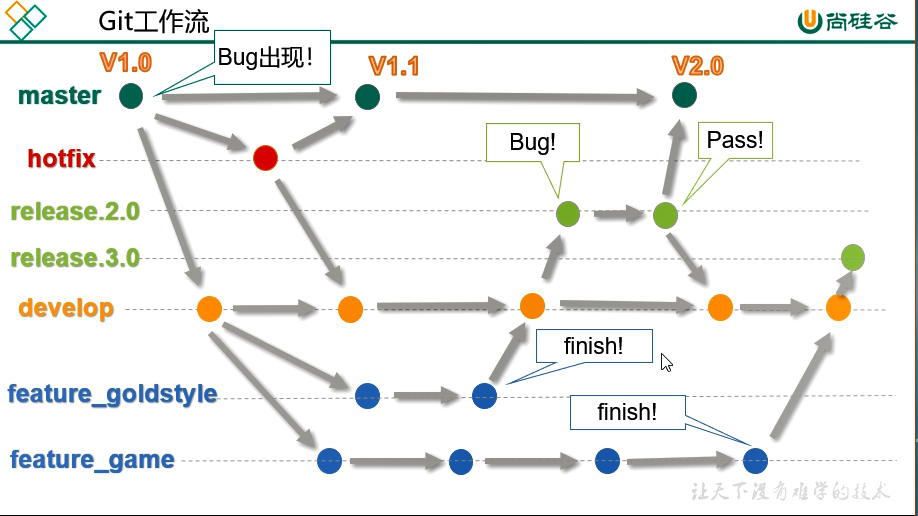 Git工作流
尚硅谷
V1.0
Bug出现！
V1.1
V2.0
master
hotfix
Bug!
Pass!
release.2.0
release.3.0
develop
finish!
feature_goldstyle
finish!
feature_game
让天下没有难学的技术